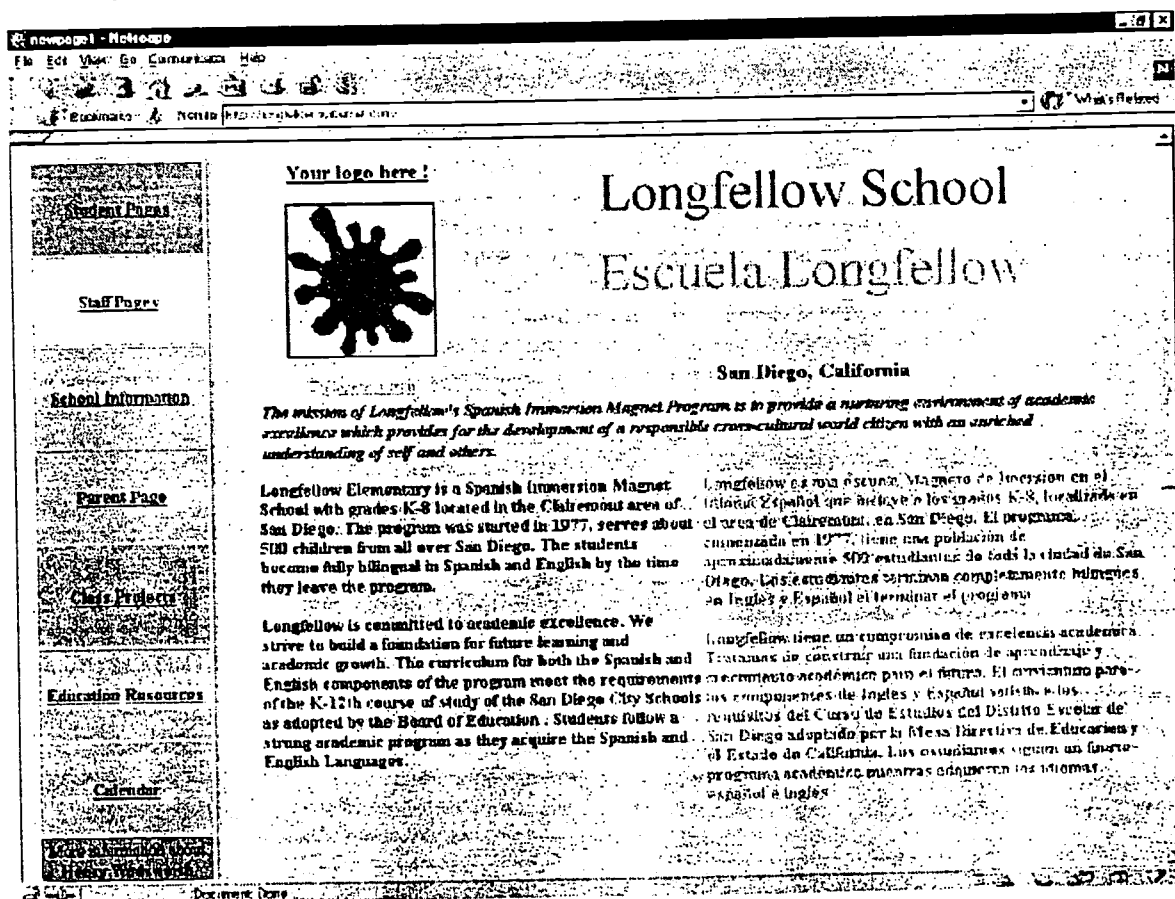 newpage1 - Netscape
File Edit View Go Communicator Help
Bookmarks
What's Related
Student Pages
Staff Pages
School Information
Parent Page
Class Projects
Education Resources
Calendar
More information about
Henry Wadsworth
Your logo here !
Longfellow School
Escuela Longfellow
San Diego, California
The mission of Longfellow's Spanish Immersion Magnet Program is to provide a nurturing environment of academic
excellence which provides for the development of a responsible cross-cultural world citizen with an enriched
understanding of self and others.
Longfellow Elementary is a Spanish Immersion Magnet
School with grades K-8 located in the Clairemont area of
San Diego. The program was started in 1977, serves about
500 children from all over San Diego. The students
become fully bilingual in Spanish and English by the time
they leave the program.
Longfellow is committed to academic excellence. We
strive to build a foundation for future learning and
academic growth. The curriculum for both the Spanish and
English components of the program meet the requirements
of the K-12th course of study of the San Diego City Schools
as adopted by the Board of Education . Students follow a
strong academic program as they acquire the Spanish and
English Languages.
Longfellow es una escuela Magneto de Inmersion en el
idioma Español que incluye a los grados K-8, localizada en
el area de Clairemont, en San Diego. El programa,
comenzada en 1977, tiene una población de
aproximadamente 500 estudiantes de toda la ciudad de San
Diego. Los estudiantes terminan completamente bilingues
en Ingles y Español el terminar el programa
Longfellow tiene un compromiso de excelencia academica.
Tratamos de construir una fundación de aprendizaje y
crecimiento académico para el futuro. El curriculum para
los componentes de Ingles y Español satisface los
requisitos del Curso de Estudios del Distrito Escolar de
San Diego adoptado por la Mesa Directiva de Educacion y
el Estado de California. Los estudiantes siguen un fuerte
programa académico mientras adquieren los idiomas
español e inglés
Document: Done